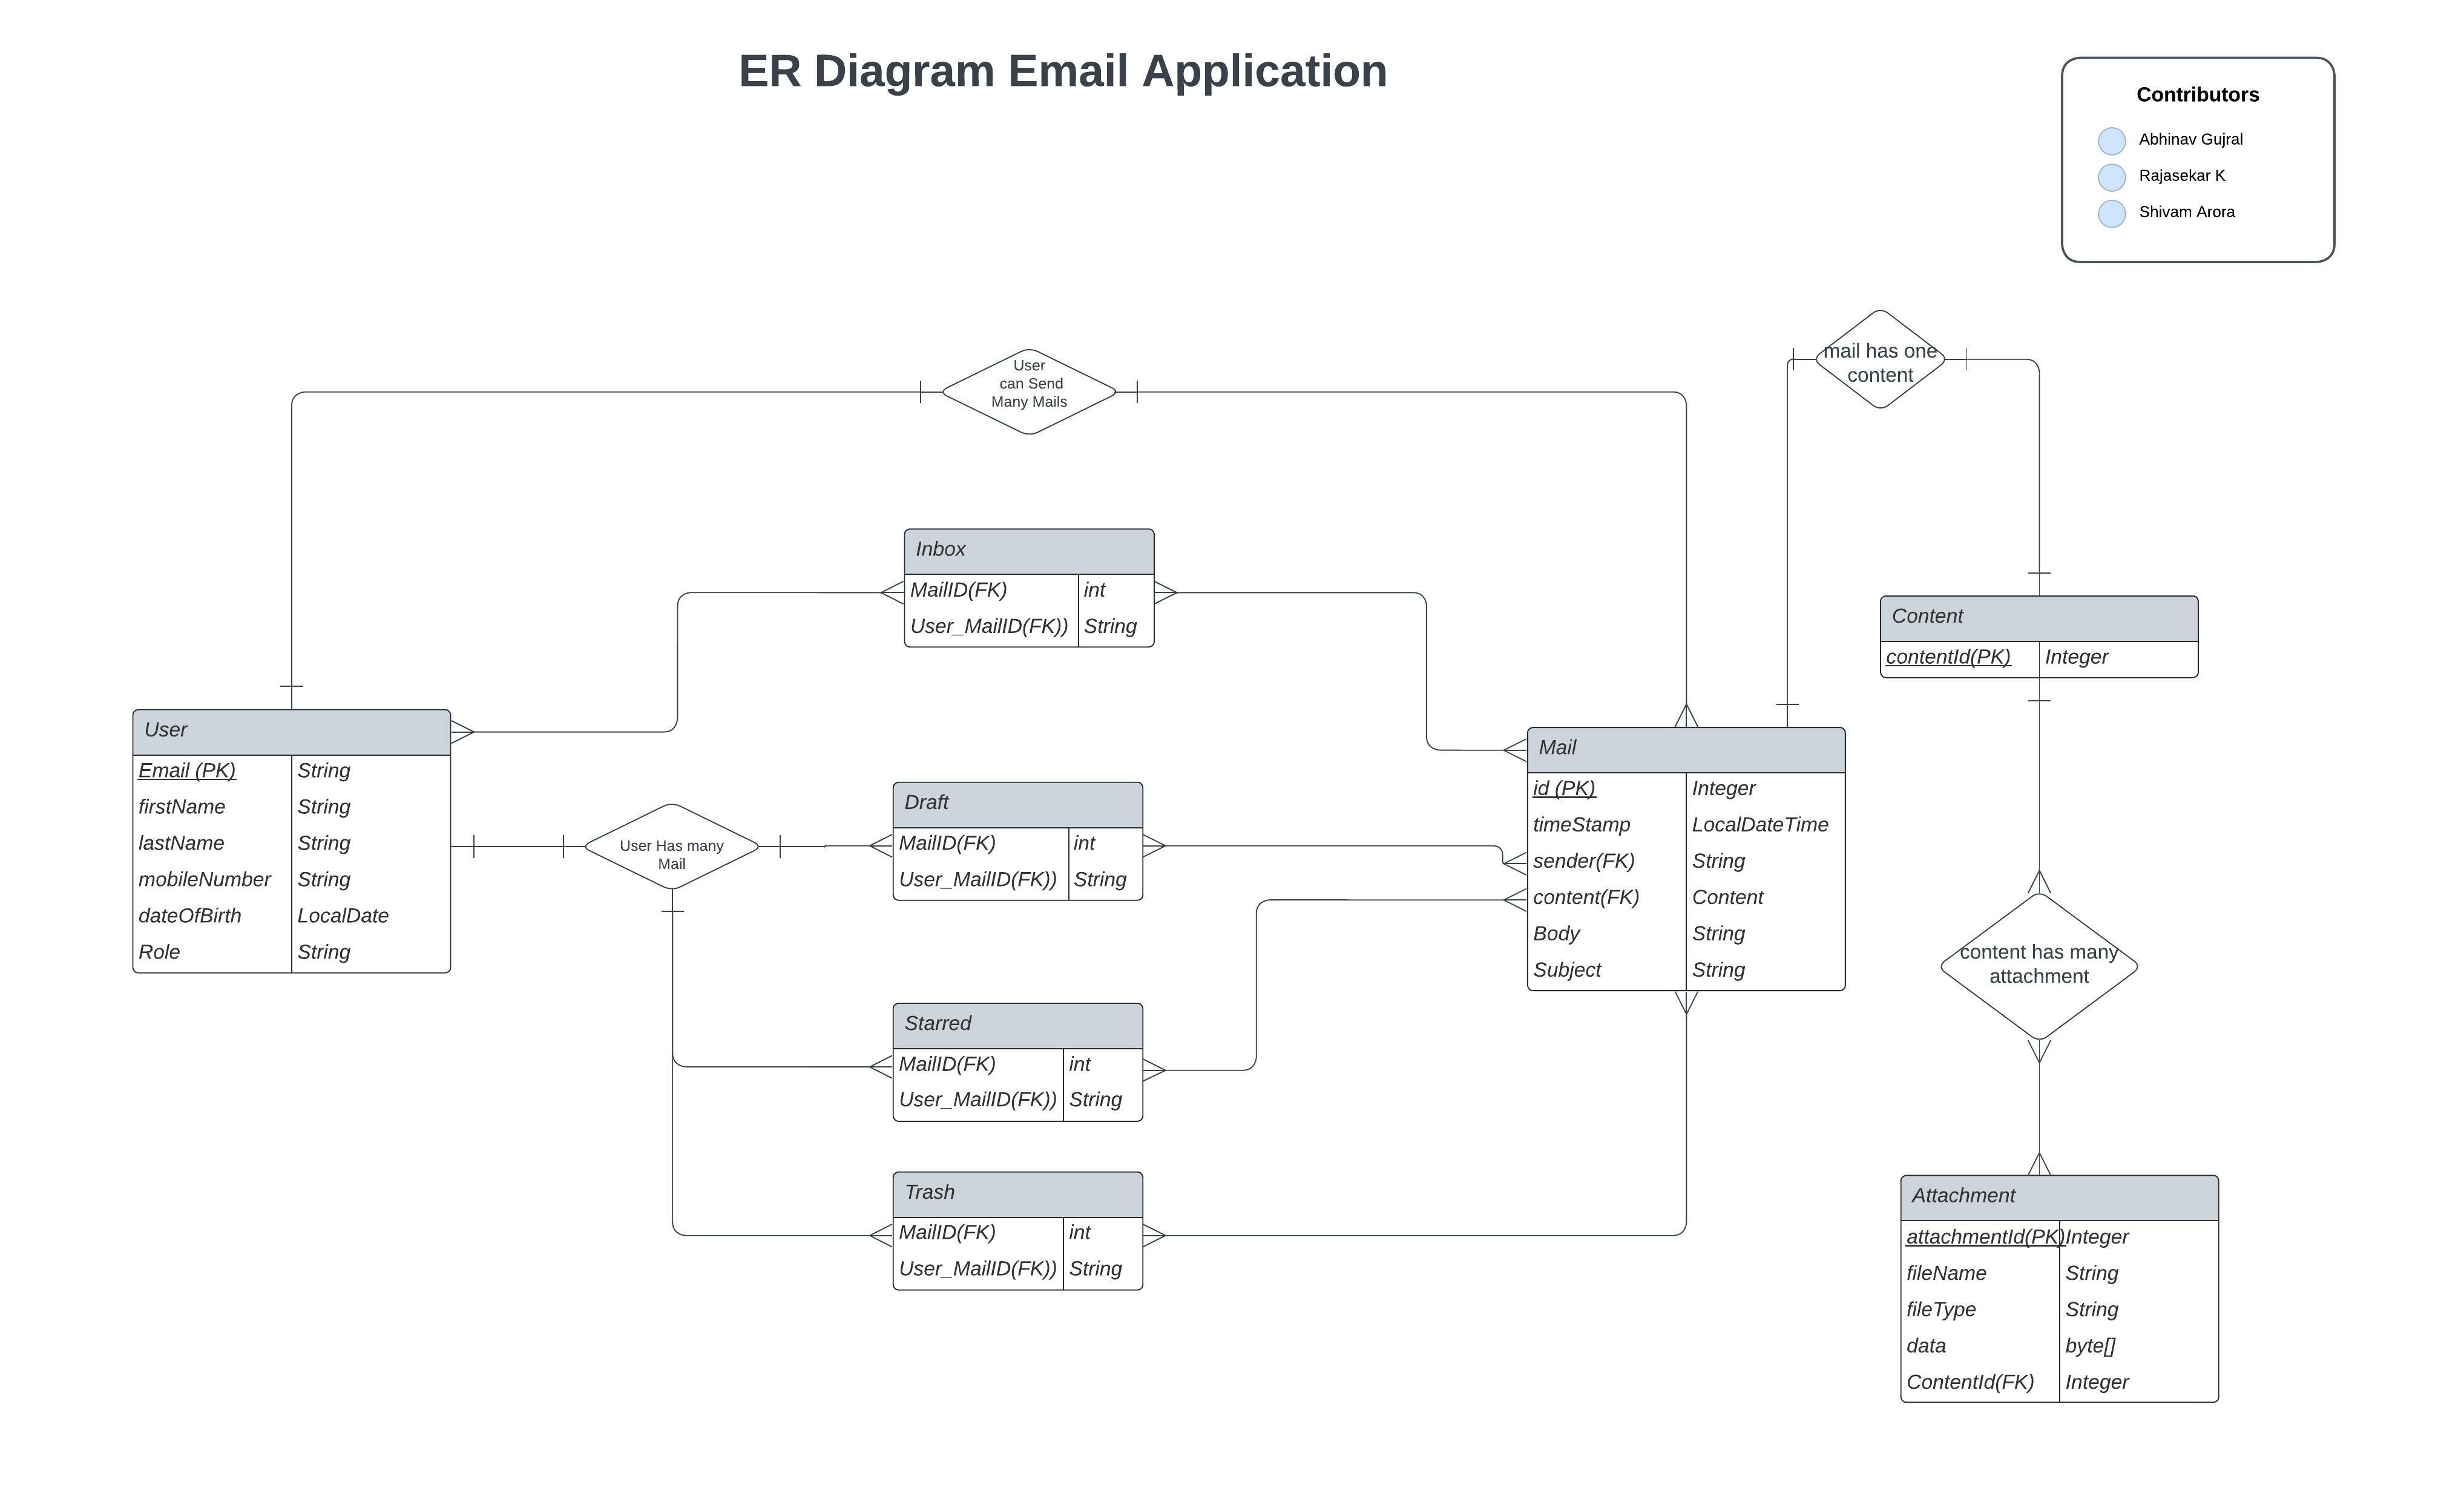 ER Diagram Email Application
Contributors
Abhinav Gujral
Rajasekar K
Shivam Arora
User
can Send
Many Mails
mail has one
content
Inbox
MailID(FK) int
User_MailID(FK)) String
Content
contentId(PK) Integer
User
Email (PK) String
firstName String
lastName String
mobileNumber String
dateOfBirth LocalDate
Role String
User Has many
Mail
Draft
MailID(FK) int
User_MailID(FK)) String
Mail
id (PK) Integer
timeStamp LocalDateTime
sender(FK) String
content(FK) Content
Body String
Subject String
content has many
attachment
Starred
MailID(FK) int
User_MailID(FK)) String
Trash
MailID(FK) int
User_MailID(FK)) String
Attachment
attachmentId(PK) Integer
fileName String
fileType String
data byte[]
ContentId(FK) Integer